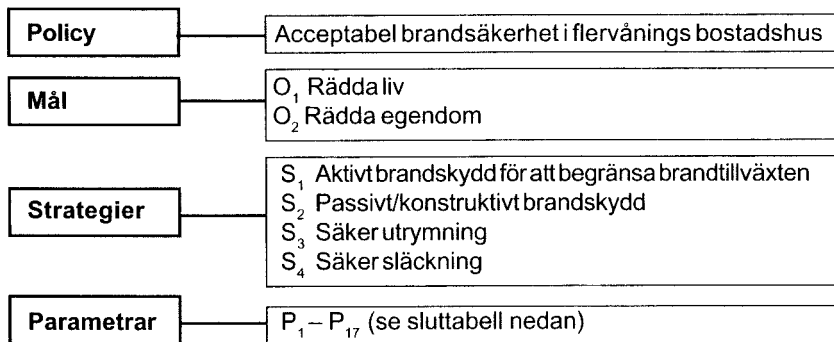 Policy
Acceptabel brandsäkerhet i flervånings bostadshus
Mål
O₁ Rädda liv
O₂ Rädda egendom
Strategier
S₁ Aktivt brandskydd för att begränsa brandtillväxten
S₂ Passivt/konstruktivt brandskydd
S₃ Säker utrymning
S₄ Säker släckning
Parametrar
P₁ – P₁₇ (se sluttabell nedan)